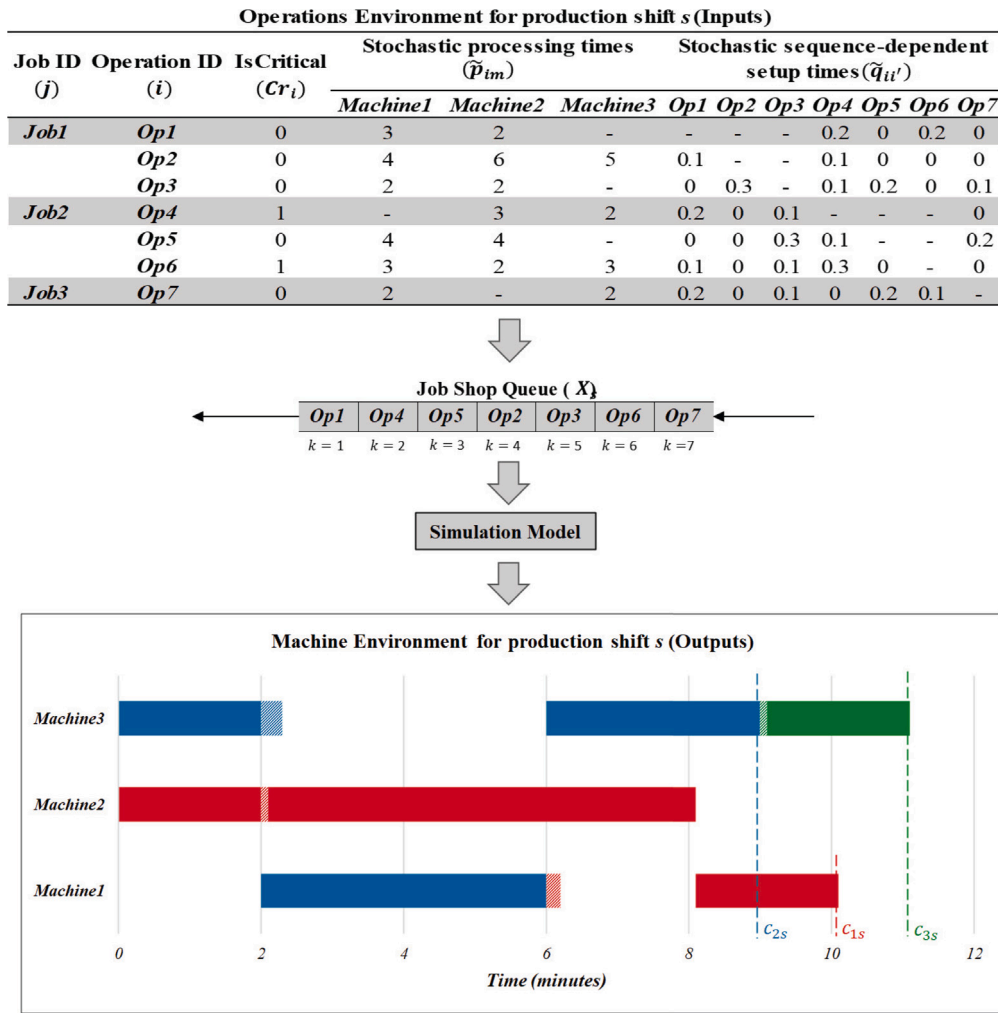 Operations Environment for production shift s (Inputs)
Job ID (j) Operation ID (i) Is Critical (Cr_i) Stochastic processing times (p̃_im) Stochastic sequence-dependent setup times (q̃_ii′)
Machine1 Machine2 Machine3 Op1 Op2 Op3 Op4 Op5 Op6 Op7
Job1 Op1 0 3 2 - - - - 0.2 0 0.2 0
Op2 0 4 6 5 0.1 - - 0.1 0 0 0
Op3 0 2 2 - 0 0.3 - 0.1 0.2 0 0.1
Job2 Op4 1 - 3 2 0.2 0 0.1 - - - 0
Op5 0 4 4 - 0 0 0.3 0.1 - - 0.2
Op6 1 3 2 3 0.1 0 0.1 0.3 0 - 0
Job3 Op7 0 2 - 2 0.2 0 0.1 0 0.2 0.1 -
Job Shop Queue ( X )
Op1 Op4 Op5 Op2 Op3 Op6 Op7
k = 1 k = 2 k = 3 k = 4 k = 5 k = 6 k =7
Simulation Model
Machine Environment for production shift s (Outputs)
Machine3
Machine2
Machine1
c_2s c_1s c_3s
0 2 4 6 8 10 12
Time (minutes)